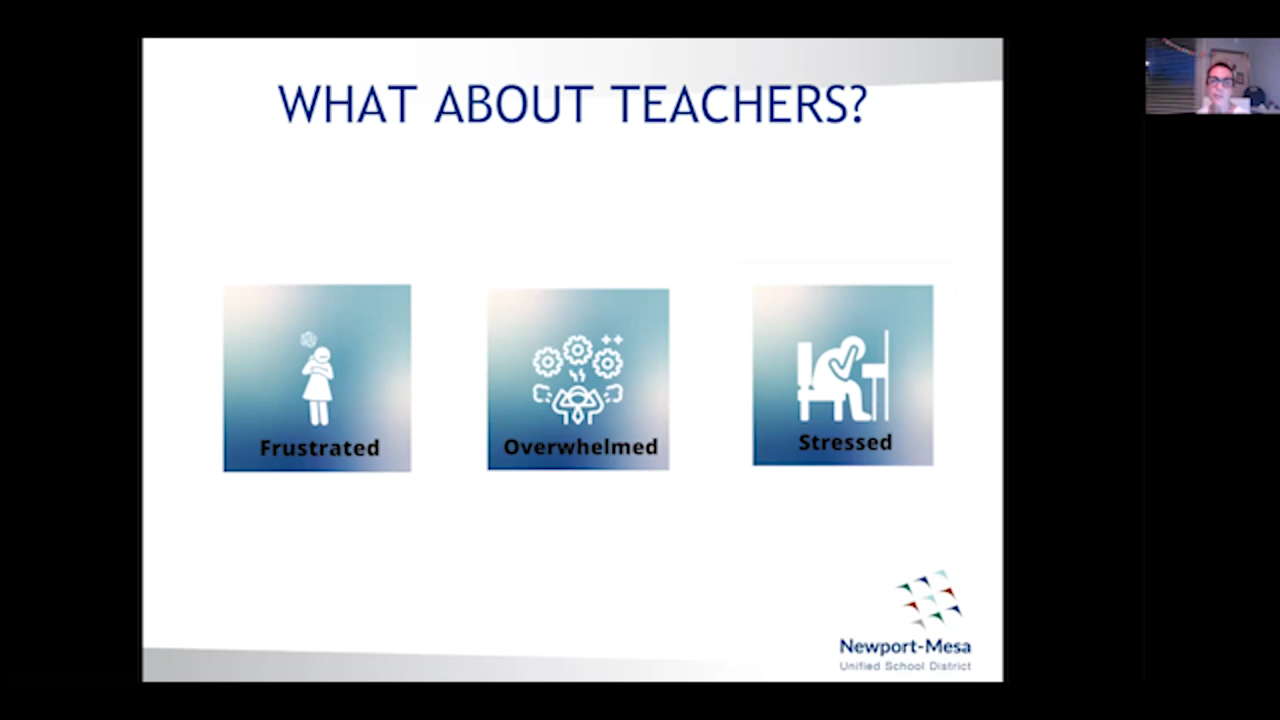 WHAT ABOUT TEACHERS?
Frustrated
Overwhelmed
Stressed
Newport-Mesa
Unified School District